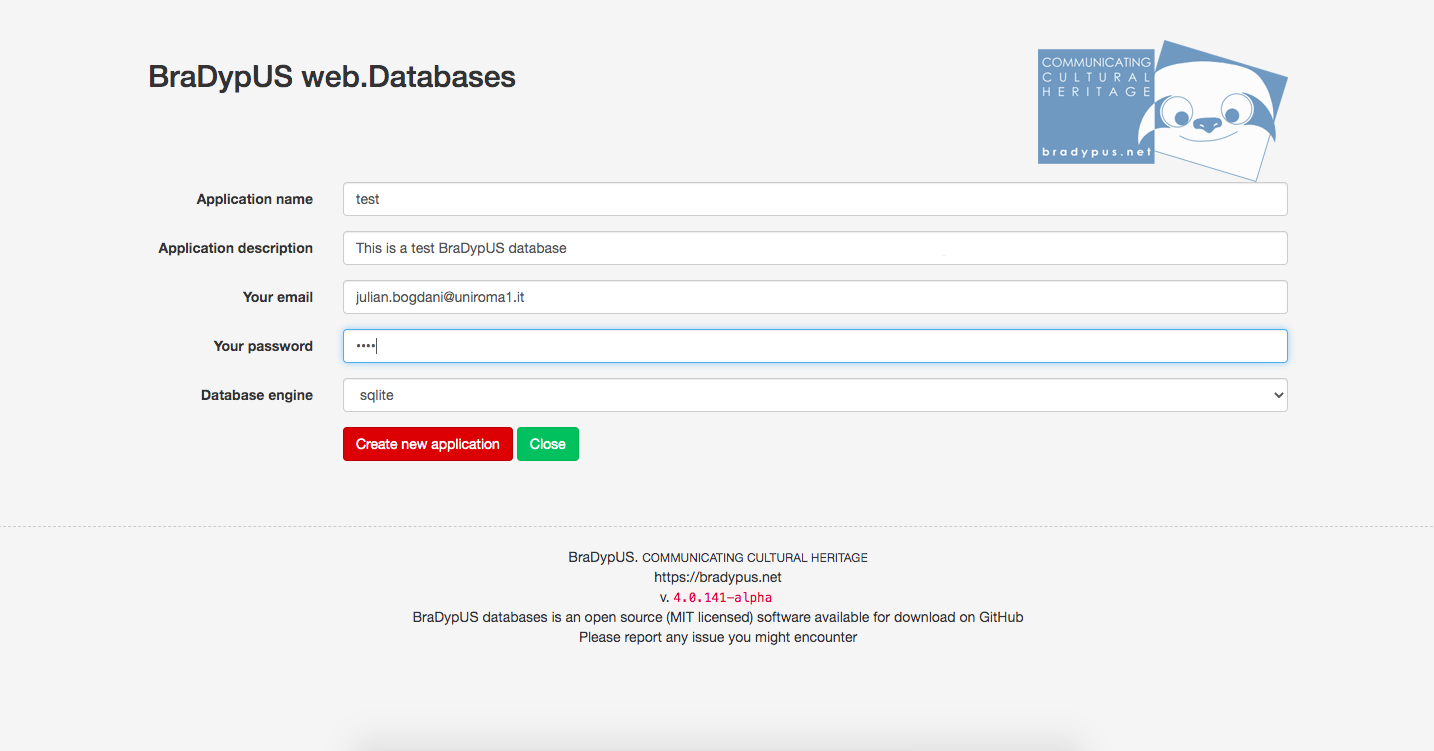 BraDypUS web.Databases
COMMUNICATING
CULTURAL
HERITAGE
bradypus.net
Application name test
Application description This is a test BraDypUS database
Your email julian.bogdani@uniroma1.it
Your password ••••
Database engine sqlite
Create new application Close
BraDypUS. COMMUNICATING CULTURAL HERITAGE
https://bradypus.net
v. 4.0.141-alpha
BraDypUS databases is an open source (MIT licensed) software available for download on GitHub
Please report any issue you might encounter